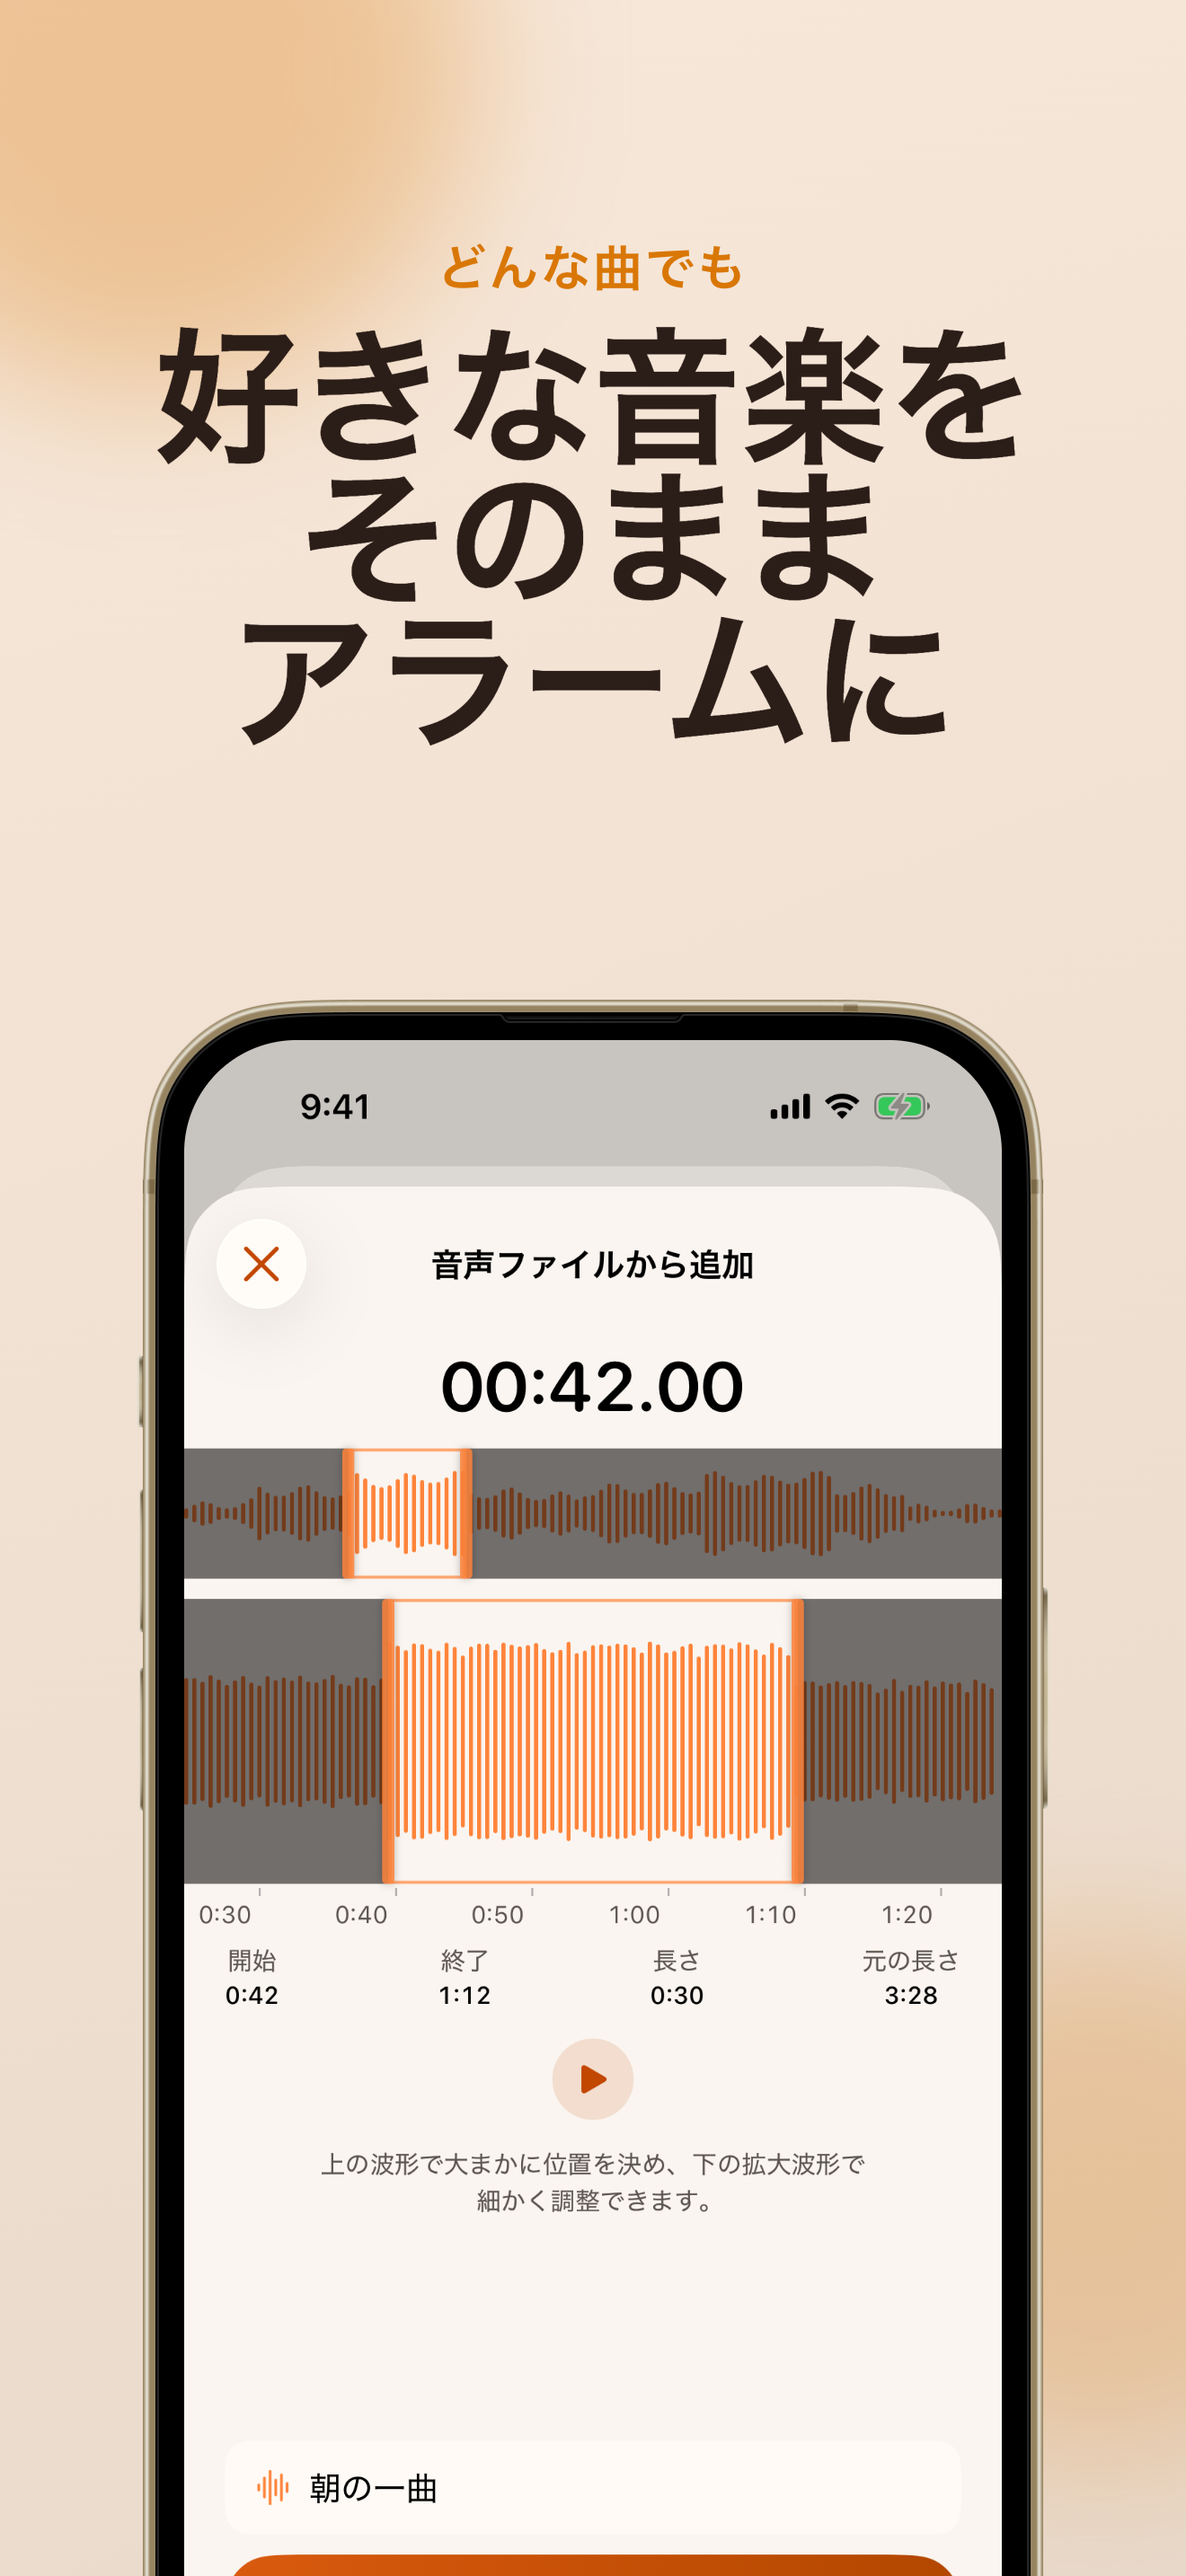 どんな曲でも
好きな音楽を
そのまま
アラームに
9:41
音声ファイルから追加
00:42.00
0:30 0:40 0:50 1:00 1:10 1:20
開始 終了 長さ 元の長さ
0:42 1:12 0:30 3:28
上の波形で大まかに位置を決め、下の拡大波形で
細かく調整できます。
朝の一曲